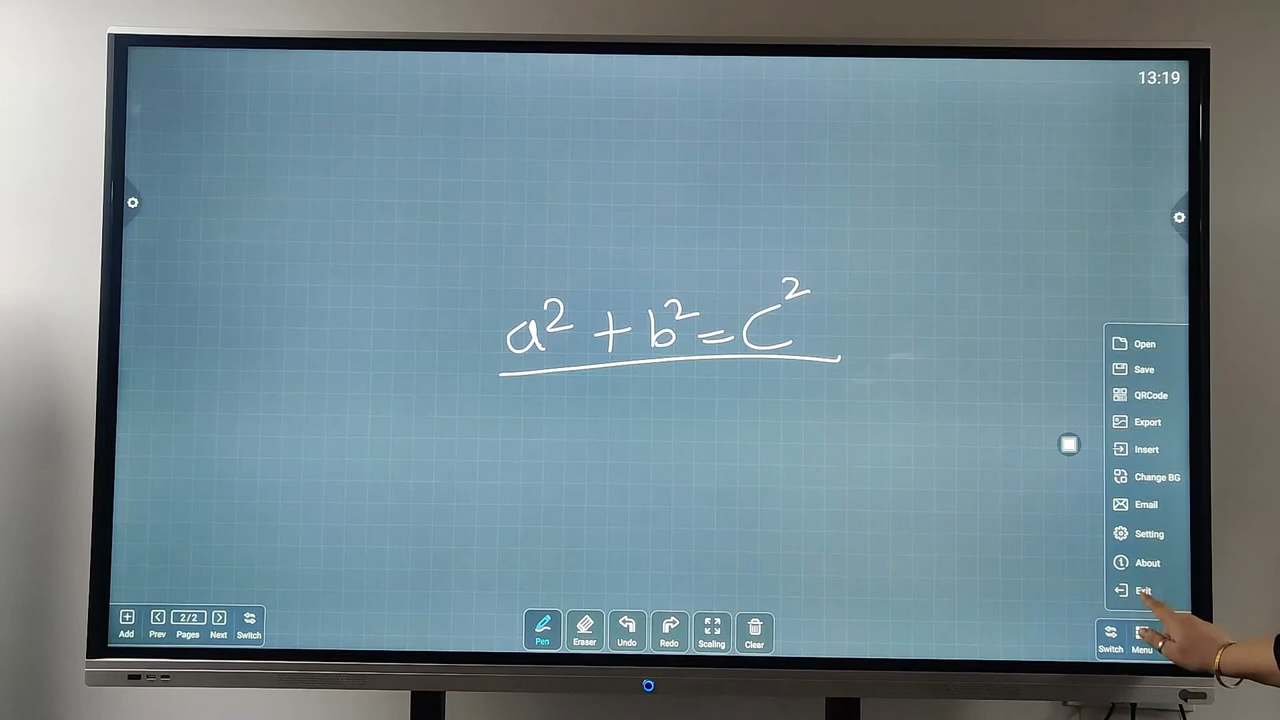 13:19
a² + b² = c²
Open
Save
QRCode
Export
Insert
Change BG
Email
Setting
About
Exit
Add Prev 2/2 Pages Next Switch
Pen Eraser Undo Redo Scaling Clear
Switch Menu